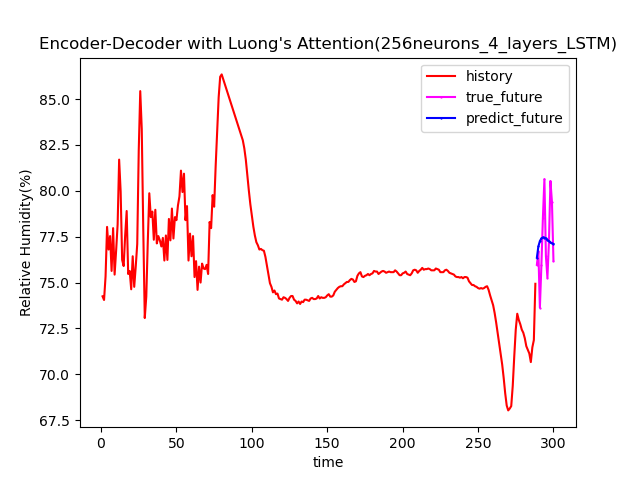 Encoder-Decoder with Luong's Attention(256neurons_4_layers_LSTM)
history
true_future
predict_future
Relative Humidity(%)
85.0
82.5
80.0
77.5
75.0
72.5
70.0
67.5
0 50 100 150 200 250 300
time